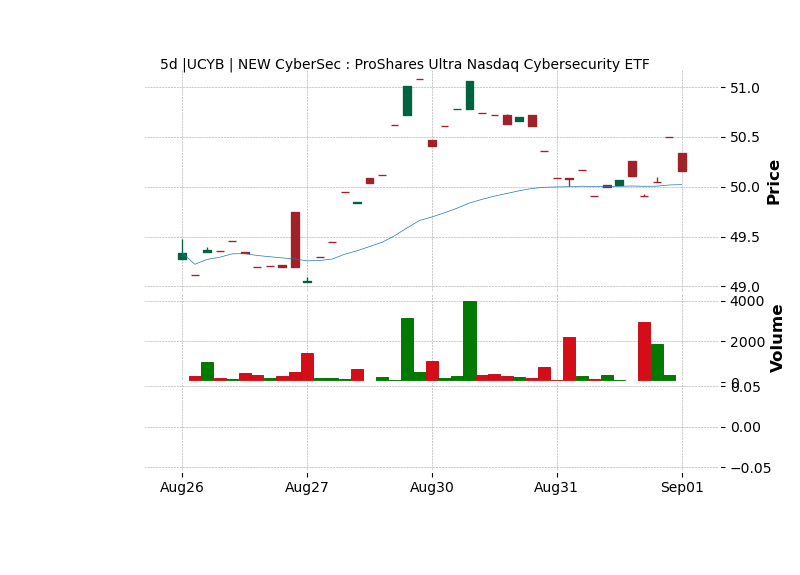 5d |UCYB | NEW CyberSec : ProShares Ultra Nasdaq Cybersecurity ETF
51.0
50.5
50.0
49.5
49.0
Price
4000
2000
0
Volume
0.05
0.00
−0.05
Aug26 Aug27 Aug30 Aug31 Sep01